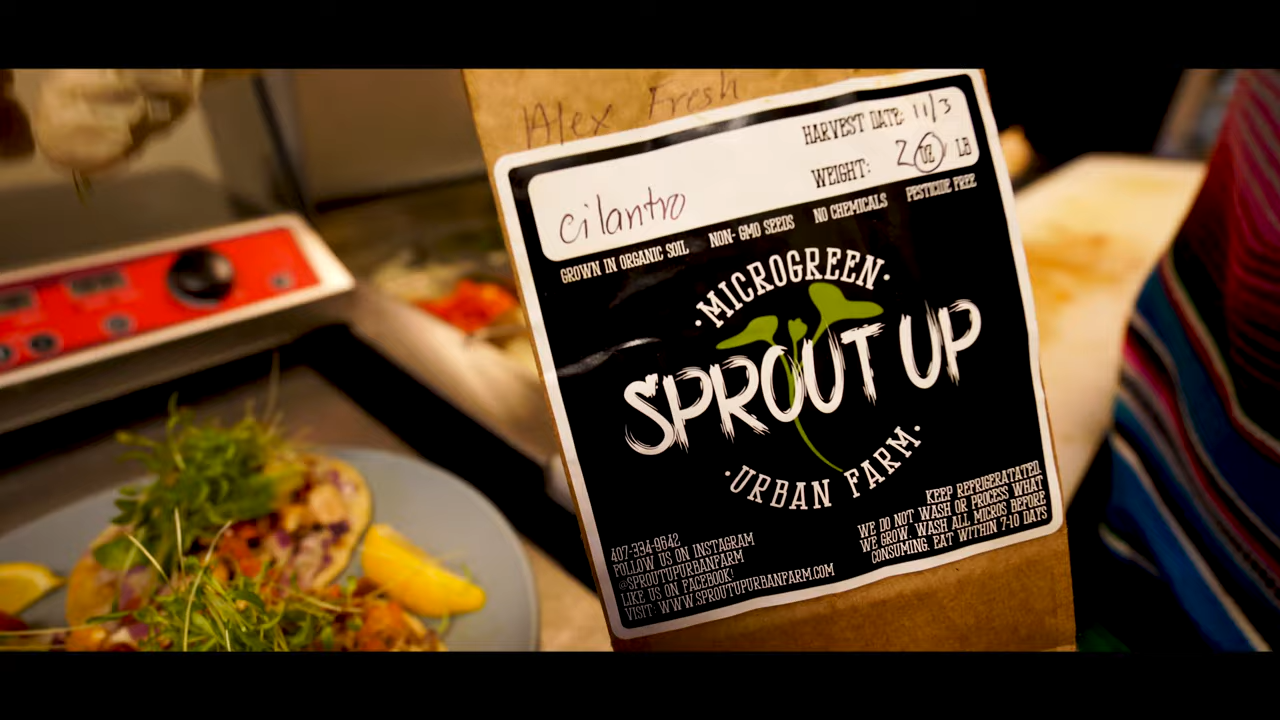 Alex Fresh
HARVEST DATE: 11/3
WEIGHT: 2 OZ LB
cilantro
GROWN IN ORGANIC SOIL NON-GMO SEEDS NO CHEMICALS PESTICIDE FREE
·MICROGREEN·
SPROUT UP
·URBAN FARM·
407-334-9642
FOLLOW US ON INSTAGRAM
@SPROUTUPURBANFARM
LIKE US ON FACEBOOK!
VISIT: WWW.SPROUTUPURBANFARM.COM
KEEP REFRIGERATATED.
WE DO NOT WASH OR PROCESS WHAT
WE GROW. WASH ALL MICROS BEFORE
CONSUMING. EAT WITHIN 7-10 DAYS